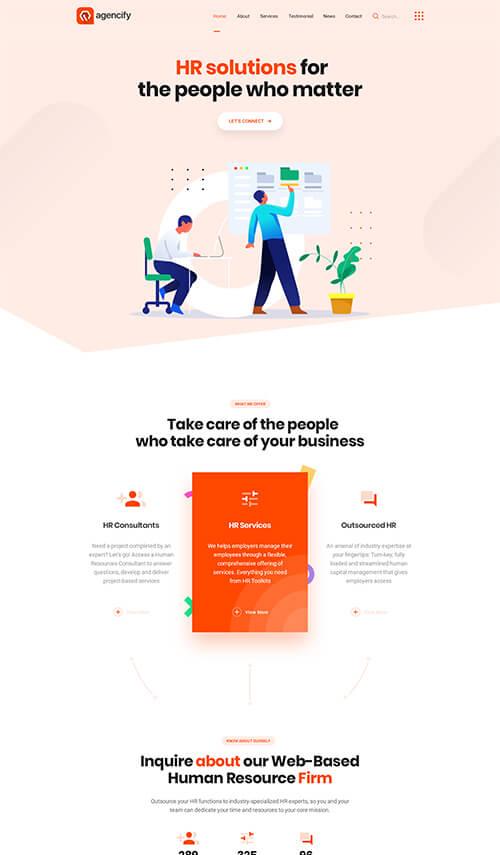 agencify
Home About Services Testimonial News Contact Search...
HR solutions for
the people who matter
LET'S CONNECT
WHAT WE OFFER
Take care of the people
who take care of your business
HR Consultants
Need a project complined by an
expert? Let's go! Access a Human
Resources Consultant to answer
questions, develop and deliver
project-based services
View More
HR Services
We helps employers manage their
employees through a flexible,
comprehensive offering of
services. Everything you need
from HR Toolkits
View More
Outsourced HR
An arsenal of industry expertise at
your fingertips. Turn-key, fully
loaded and streamlined human
capital management that gives
employers access
View More
KNOW ABOUT OURSELF
Inquire about our Web-Based
Human Resource Firm
Outsource your HR functions to industry-specialized HR experts, so you and your
team can dedicate your time and resources to your core mission.
289 325 96